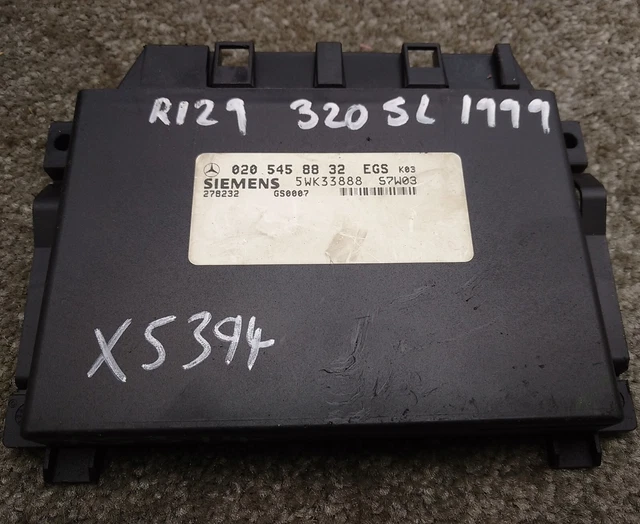 R129 320 SL 1999
020 545 88 32 EGS K03
SIEMENS 5WK33888 S7W03
278232 GS0007
X5394